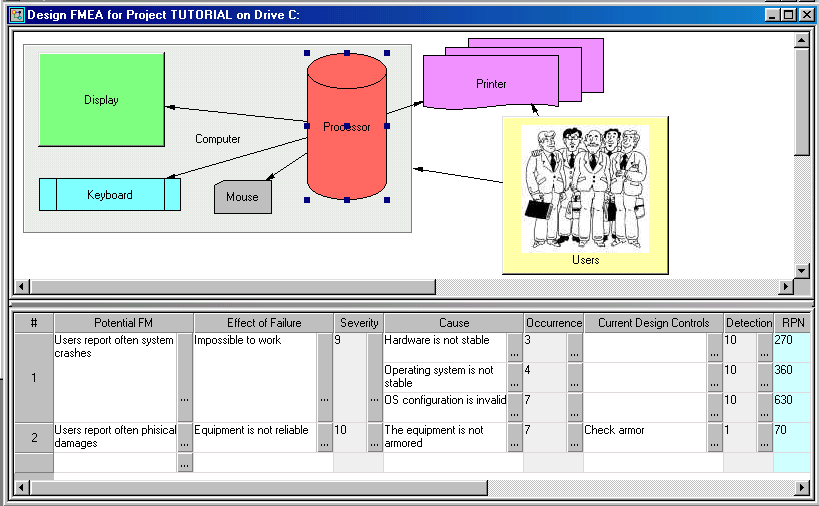 Design FMEA for Project TUTORIAL on Drive C:
Display
Computer
Processor
Printer
Keyboard
Mouse
Users
# Potential FM Effect of Failure Severity Cause Occurrence Current Design Controls Detection RPN
1 Users report often system crashes Impossible to work 9 Hardware is not stable ... 3 ... ... 10 ... 270
... ... ... Operating system is not stable ... 4 ... ... 10 ... 360
OS configuration is invalid ... 7 ... ... 10 ... 630
2 Users report often phisical damages ... Equipment is not reliable ... 10 ... The equipment is not armored ... 7 ... Check armor ... 1 ... 70
...